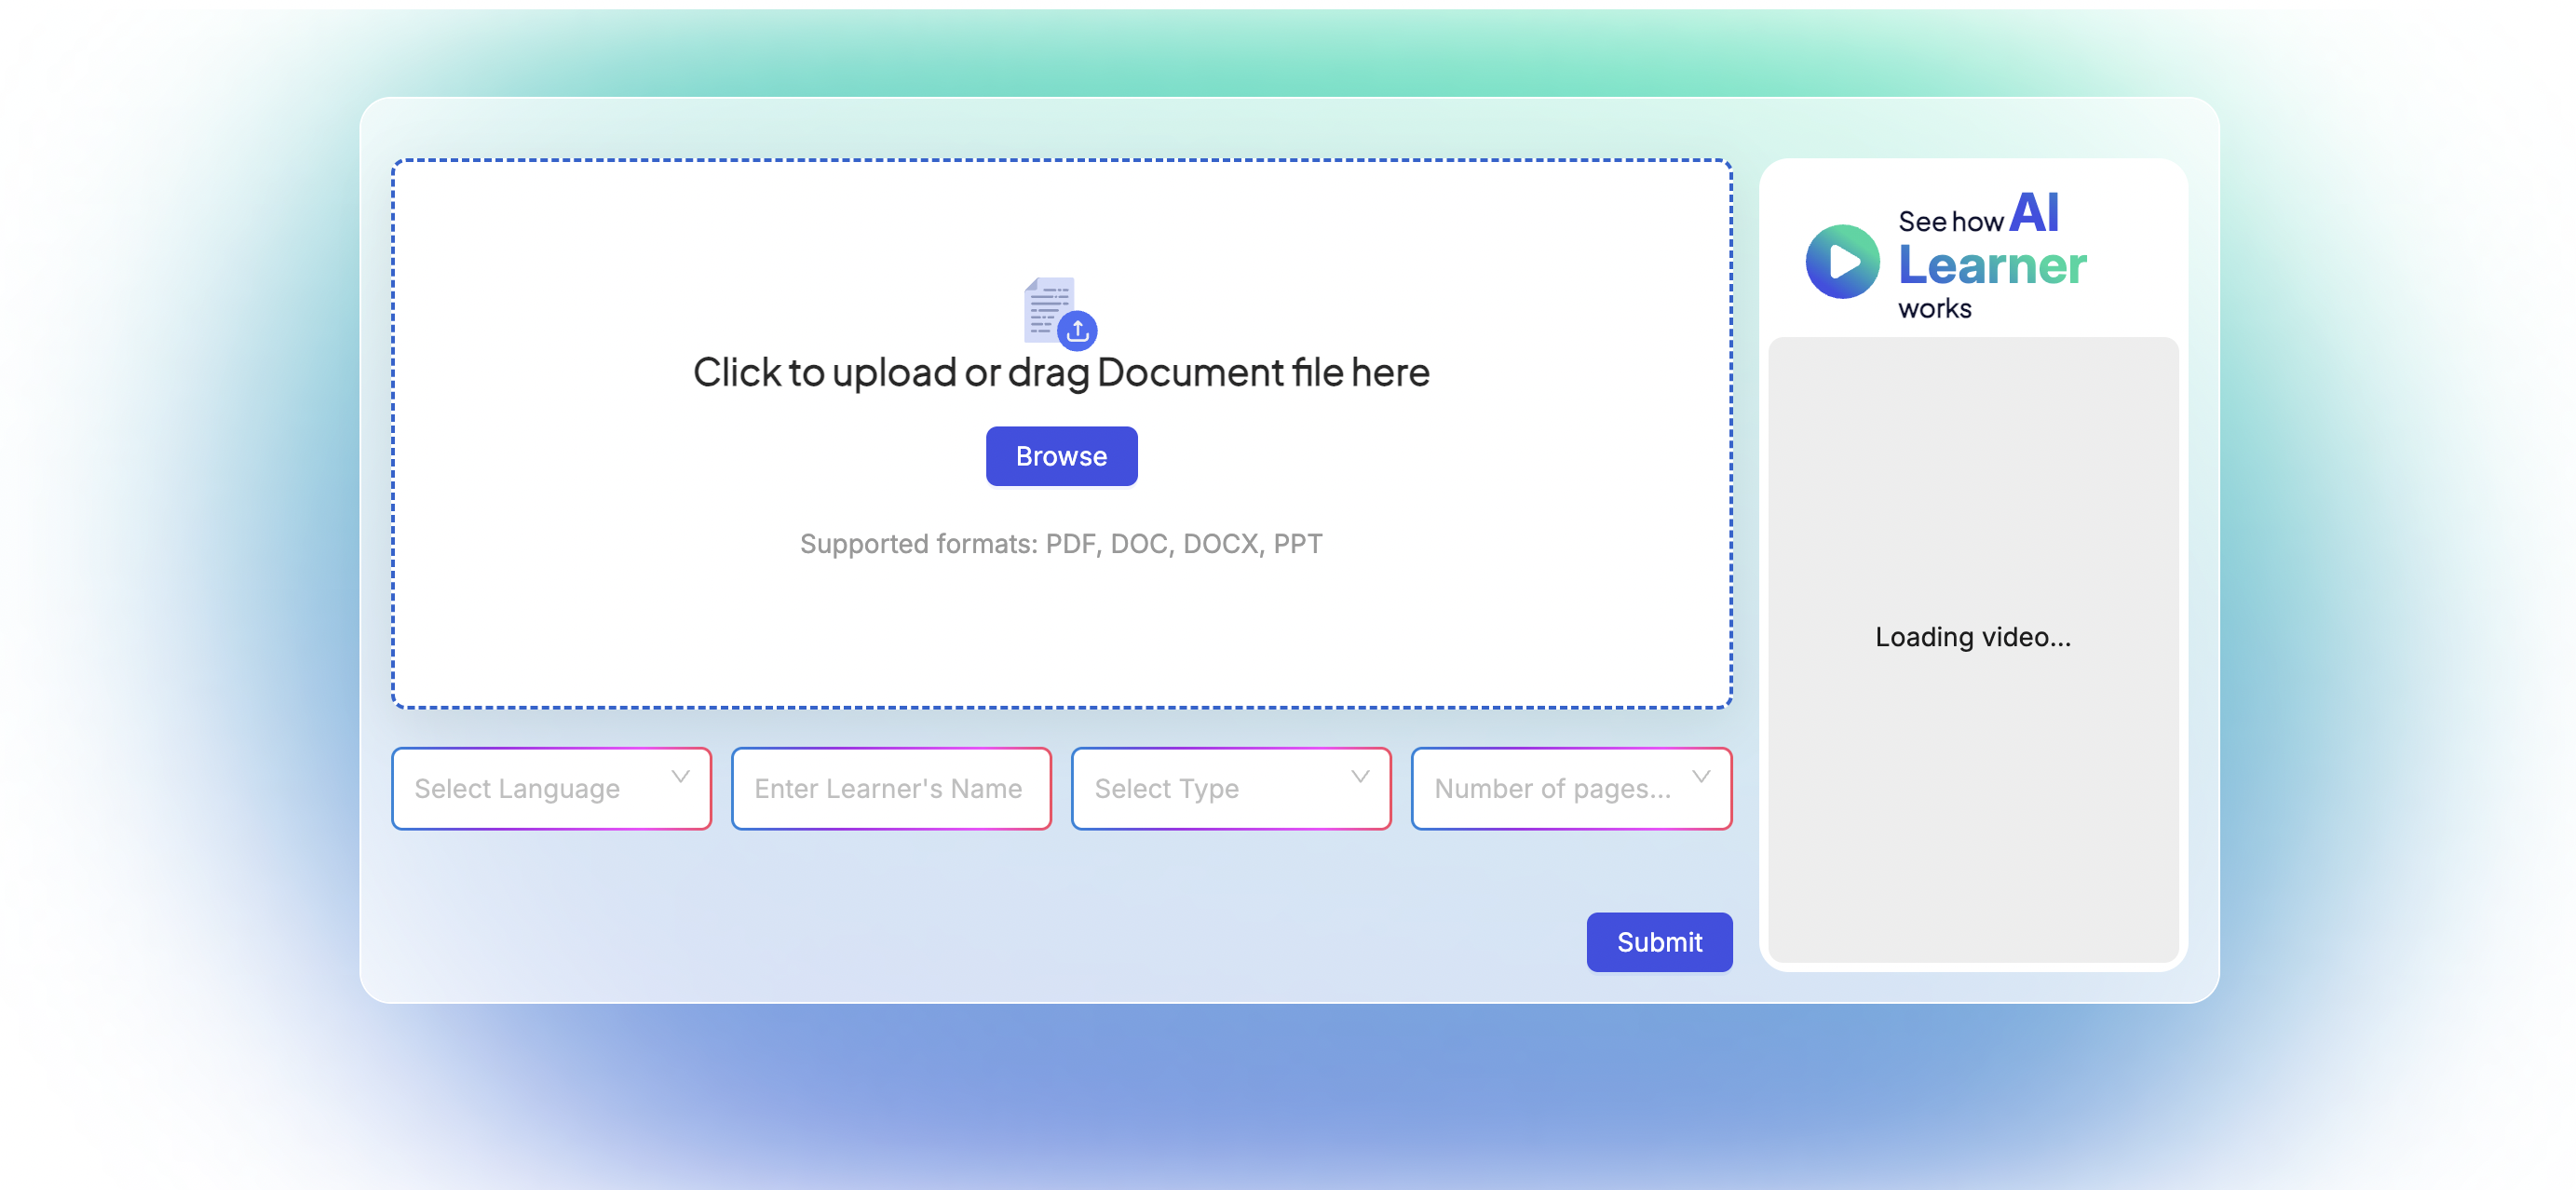 Click to upload or drag Document file here
Browse
Supported formats: PDF, DOC, DOCX, PPT
Select Language
Enter Learner's Name
Select Type
Number of pages...
Submit
See how AI
Learner
works
Loading video...